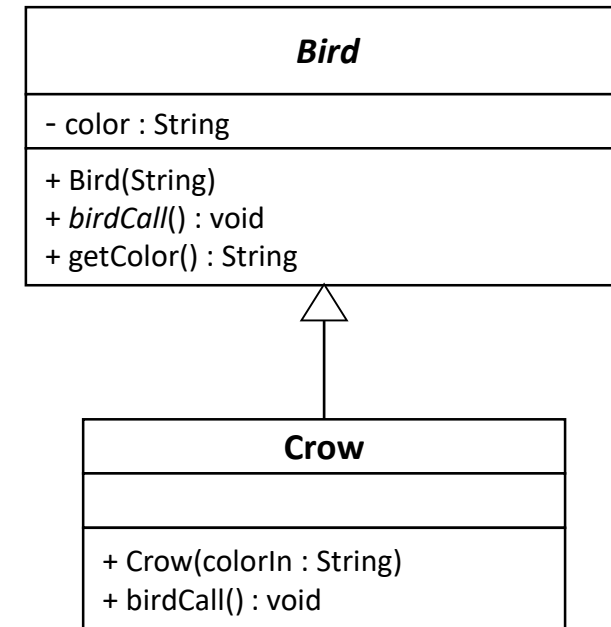 Bird
- color : String
+ Bird(String)
+ birdCall() : void
+ getColor() : String
Crow
+ Crow(colorIn : String)
+ birdCall() : void